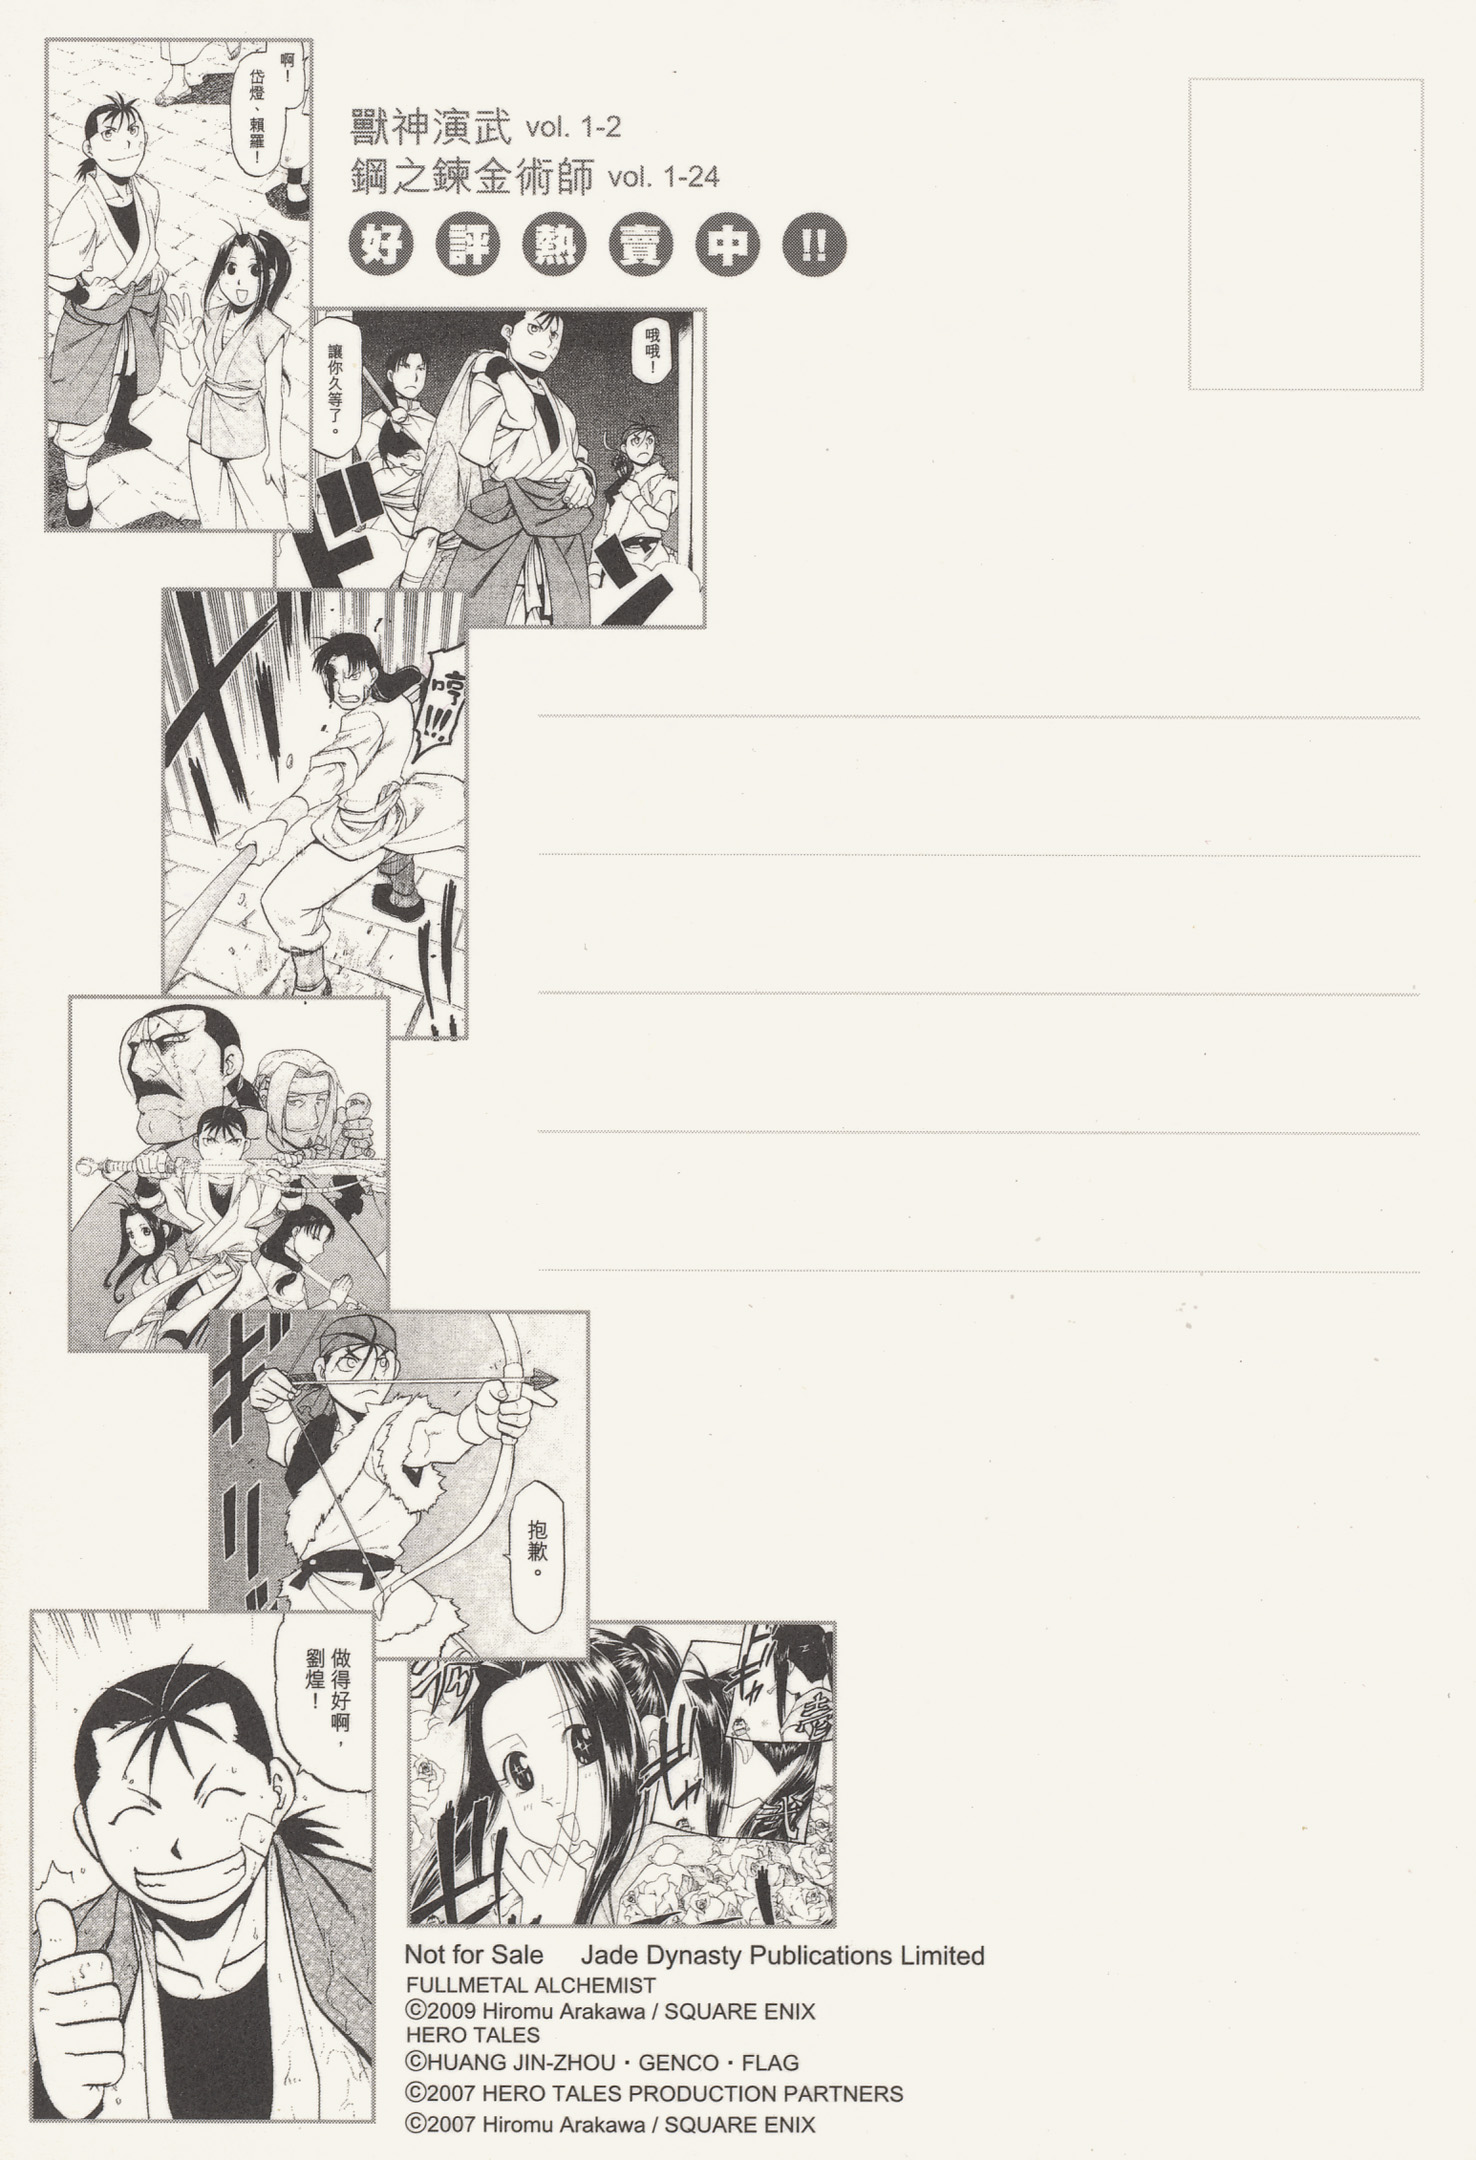 獸神演武 vol. 1-2
鋼之鍊金術師 vol. 1-24
好評熱賣中!!
啊!
岱燈、賴羅!
哦哦!
讓你久等了。
ドドン
哼!!!
抱歉。
做得好啊,
劉煌!
Not for Sale Jade Dynasty Publications Limited
FULLMETAL ALCHEMIST
©2009 Hiromu Arakawa / SQUARE ENIX
HERO TALES
©HUANG JIN-ZHOU・GENCO・FLAG
©2007 HERO TALES PRODUCTION PARTNERS
©2007 Hiromu Arakawa / SQUARE ENIX